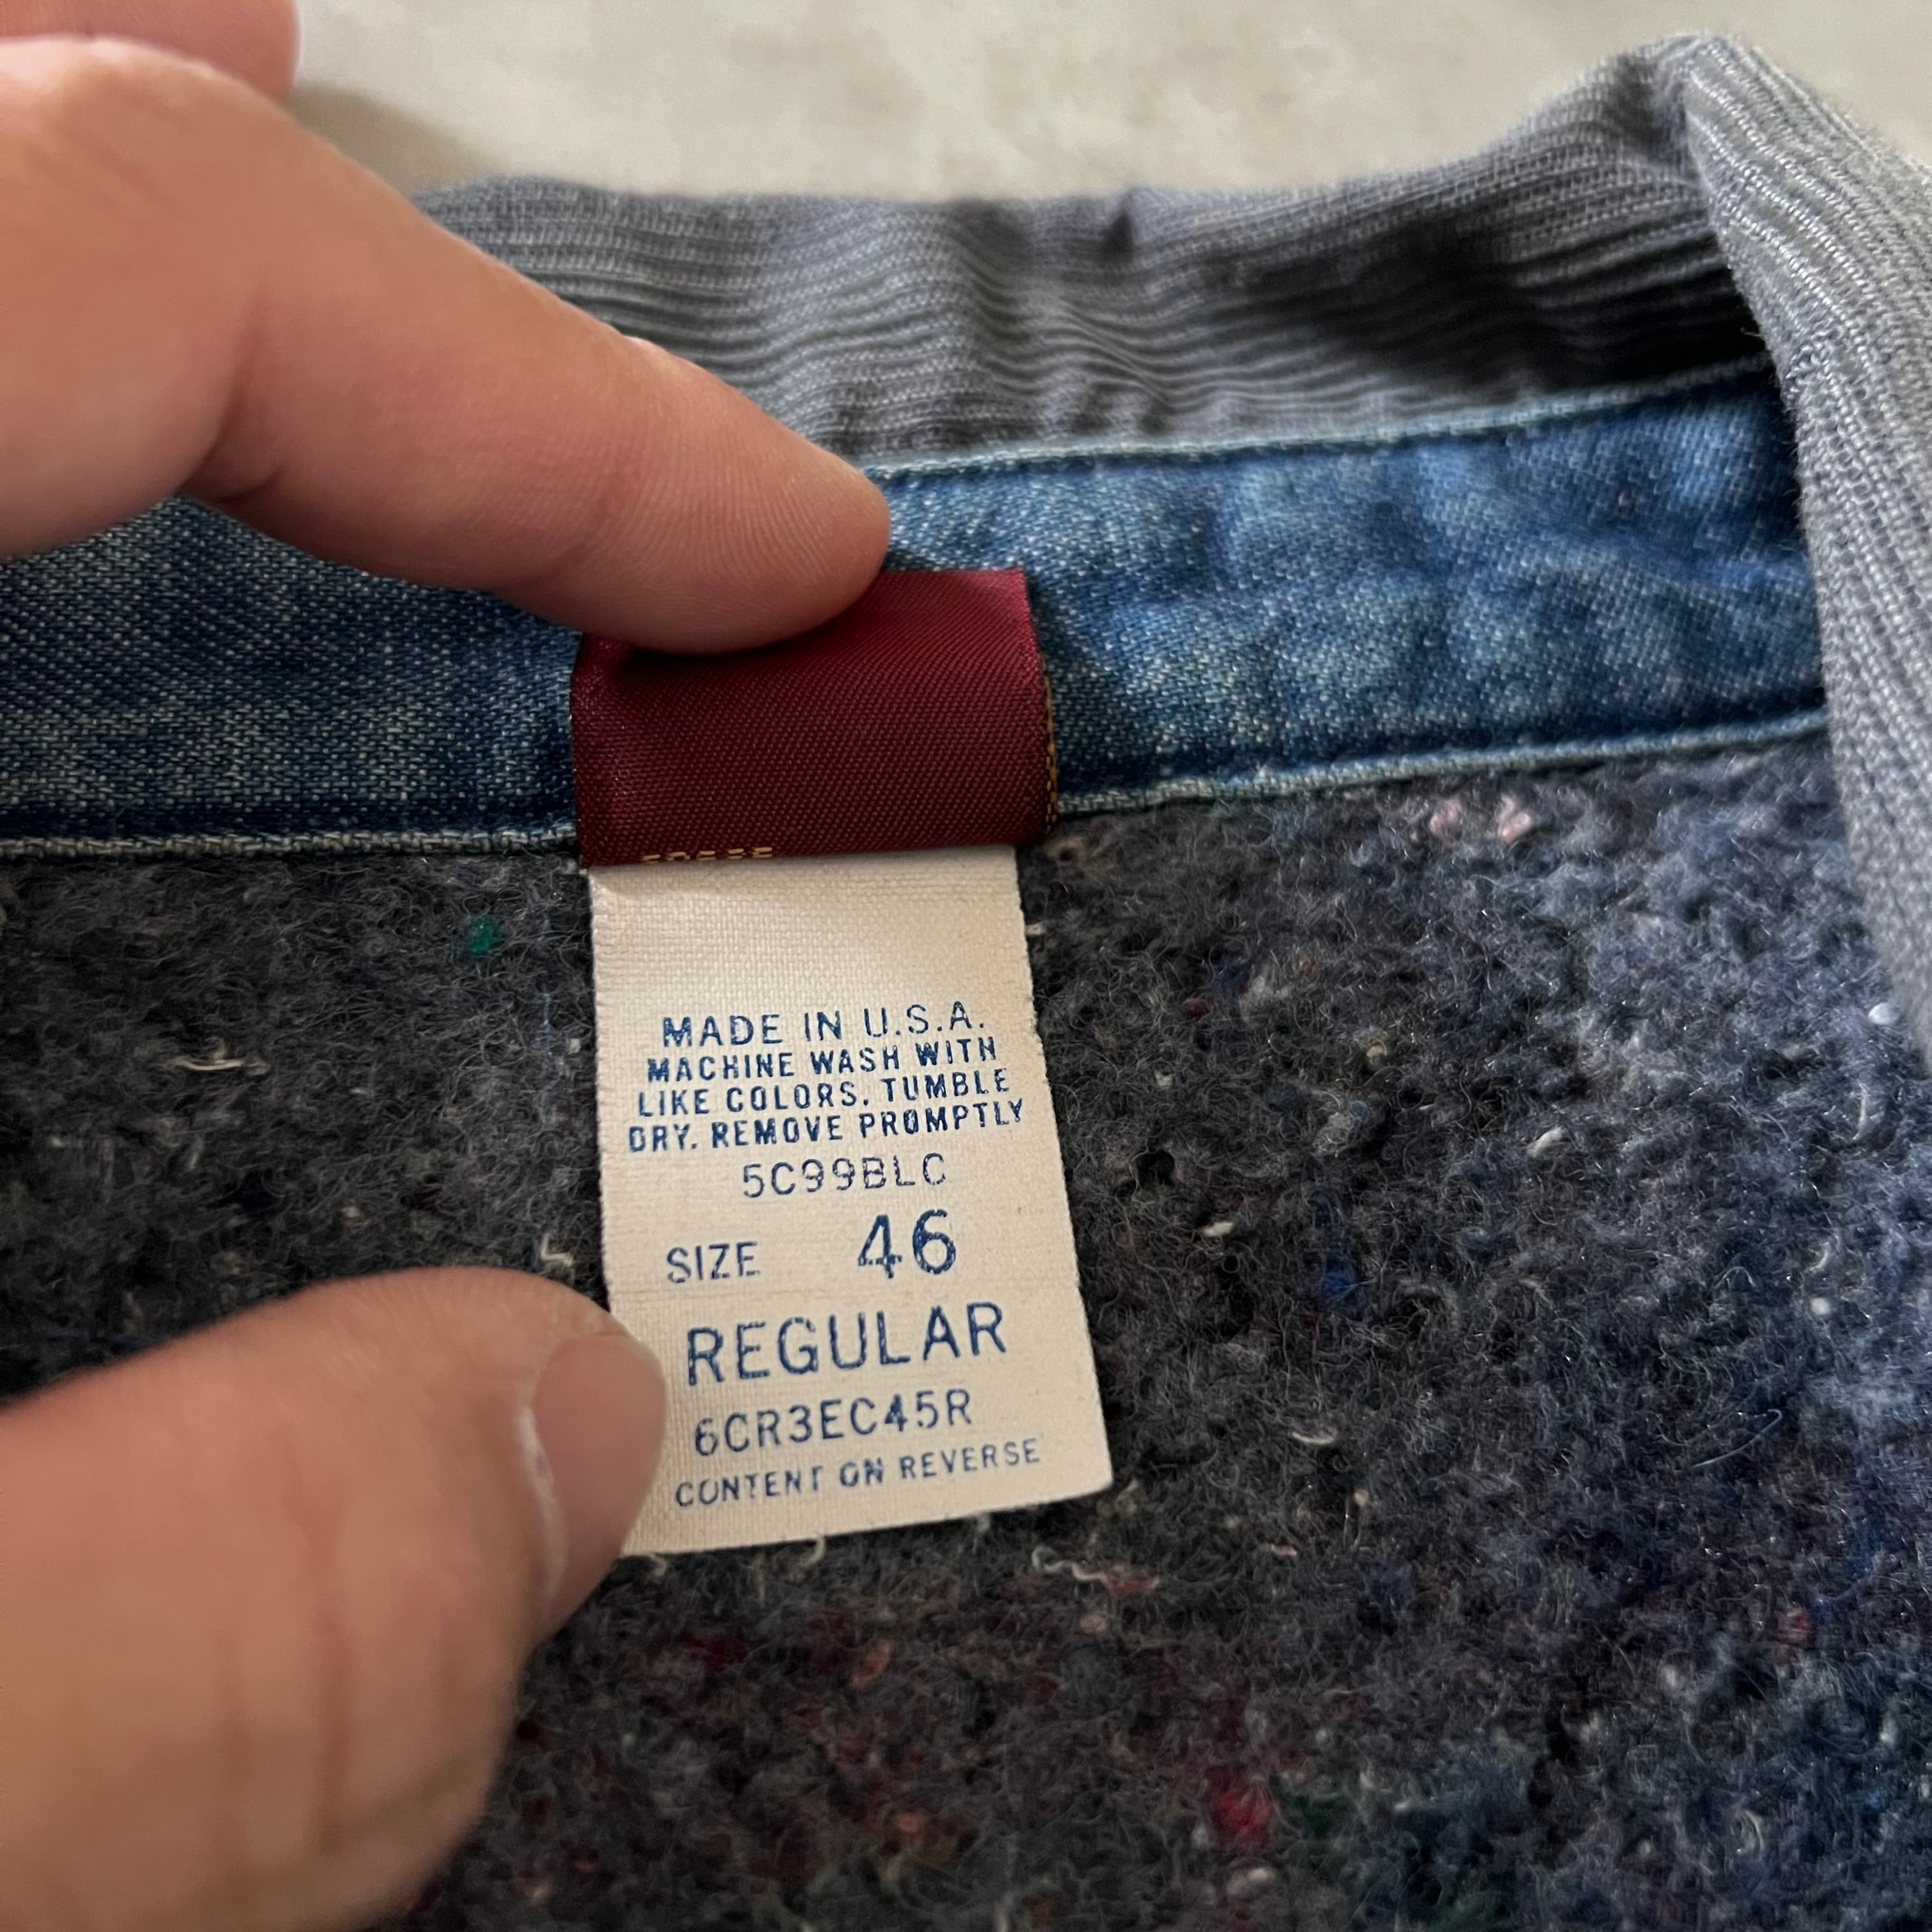 MADE IN U.S.A.
MACHINE WASH WITH
LIKE COLORS. TUMBLE
DRY. REMOVE PROMPTLY
5C99BLC
SIZE 46
REGULAR
6CR3EC45R
CONTENT ON REVERSE